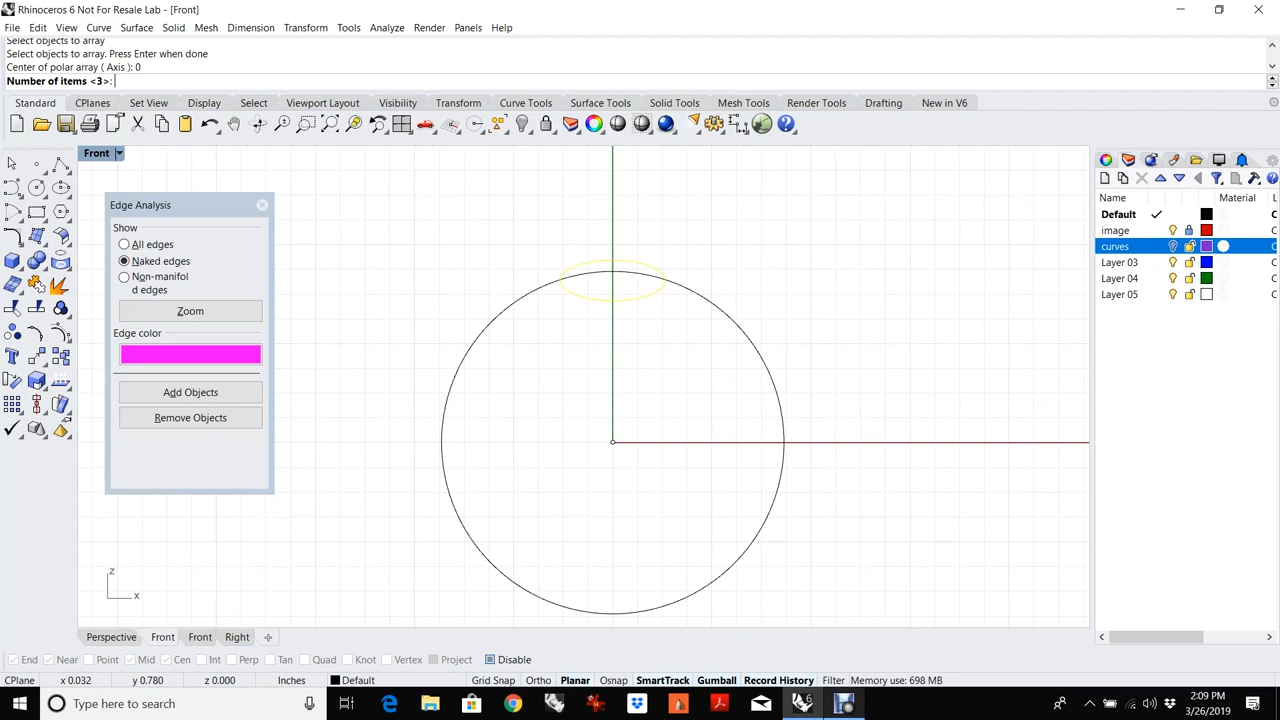 Rhinoceros 6 Not For Resale Lab - [Front]
File Edit View Curve Surface Solid Mesh Dimension Transform Tools Analyze Render Panels Help
Select objects to array
Select objects to array. Press Enter when done
Center of polar array ( Axis ): 0
Number of items <3>:
Standard CPlanes Set View Display Select Viewport Layout Visibility Transform Curve Tools Surface Tools Solid Tools Mesh Tools Render Tools Drafting New in V6
Front
Edge Analysis
Show
All edges
Naked edges
Non-manifol
d edges
Zoom
Edge color
Add Objects
Remove Objects
Name Material L
Default C
image C
curves C
Layer 03 C
Layer 04 C
Layer 05 C
z
x
Perspective Front Front Right
End Near Point Mid Cen Int Perp Tan Quad Knot Vertex Project Disable
CPlane x 0.032 y 0.780 z 0.000 Inches Default Grid Snap Ortho Planar Osnap SmartTrack Gumball Record History Filter Memory use: 698 MB
Type here to search
2:09 PM
3/26/2019